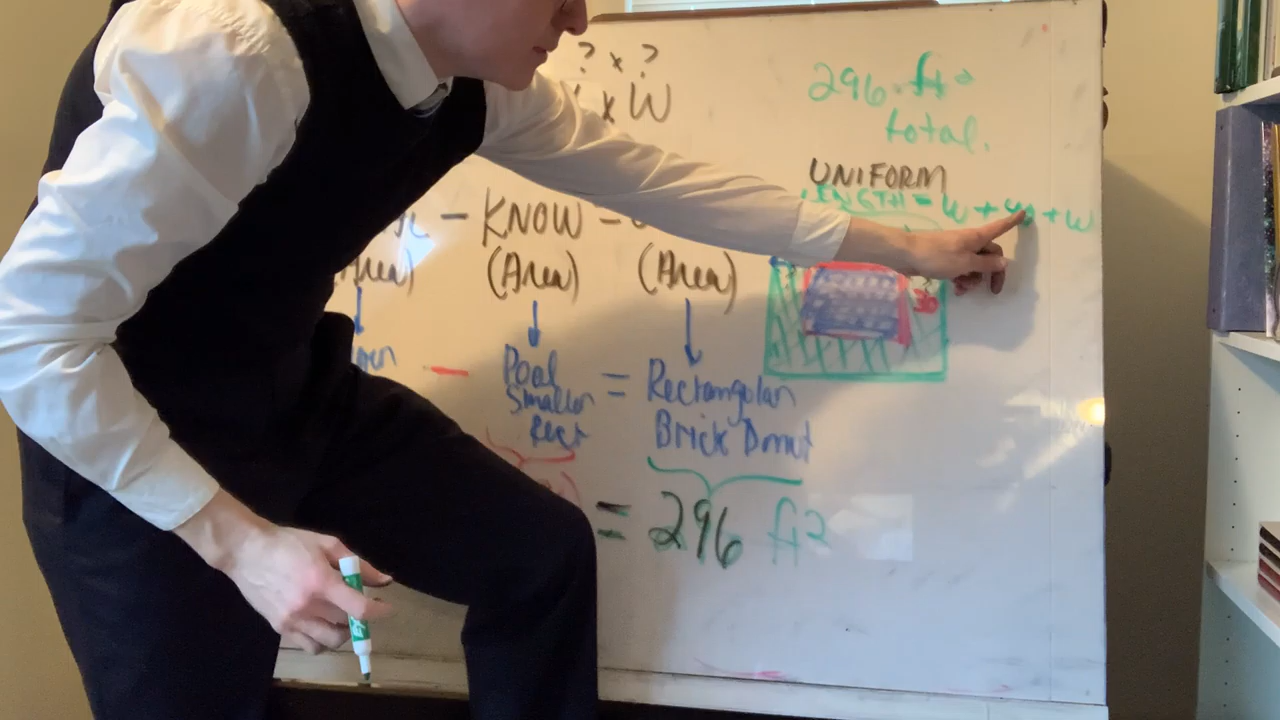 ? x ?
x W
296 ft²
total.
UNIFORM
LENGTH = W + + W
- KNOW -
(Area) (Area) (Area)
- Pool Smaller Rect = Rectangular Brick Donut
= 296 ft²